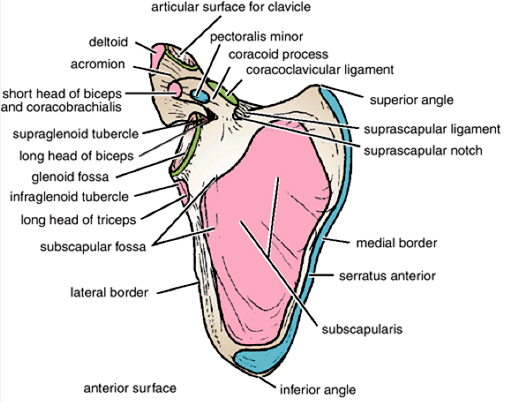 articular surface for clavicle
deltoid
pectoralis minor
coracoid process
acromion
coracoclavicular ligament
short head of biceps
and coracobrachialis
superior angle
supraglenoid tubercle
suprascapular ligament
long head of biceps
suprascapular notch
glenoid fossa
infraglenoid tubercle
long head of triceps
subscapular fossa
medial border
serratus anterior
lateral border
subscapularis
anterior surface
inferior angle